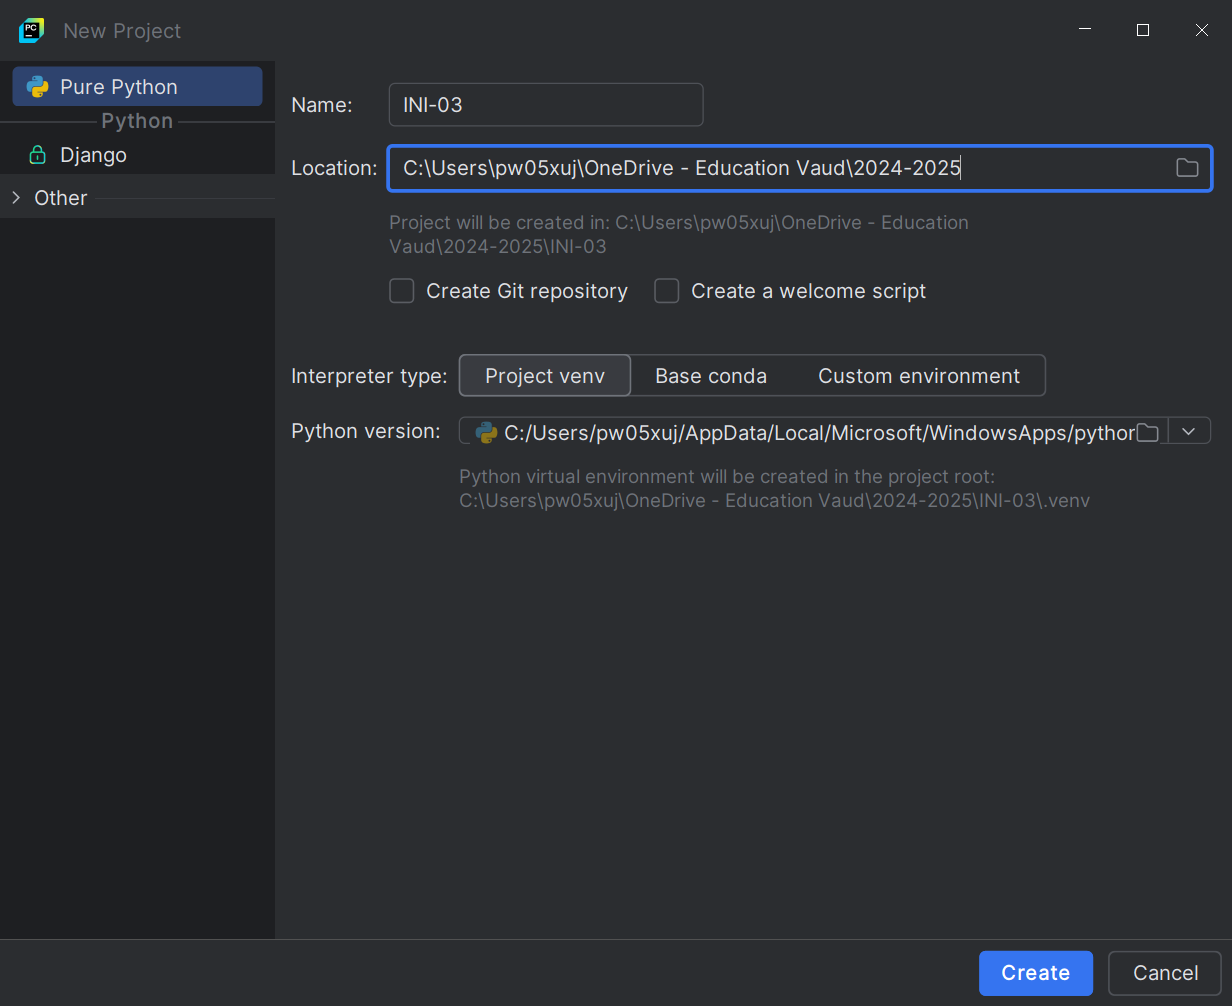 PC
New Project
Pure Python
Python
Django
Other
Name: INI-03
Location: C:\Users\pw05xuj\OneDrive - Education Vaud\2024-2025
Project will be created in: C:\Users\pw05xuj\OneDrive - Education
Vaud\2024-2025\INI-03
Create Git repository Create a welcome script
Interpreter type: Project venv Base conda Custom environment
Python version: C:/Users/pw05xuj/AppData/Local/Microsoft/WindowsApps/python
Python virtual environment will be created in the project root:
C:\Users\pw05xuj\OneDrive - Education Vaud\2024-2025\INI-03\.venv
Create Cancel